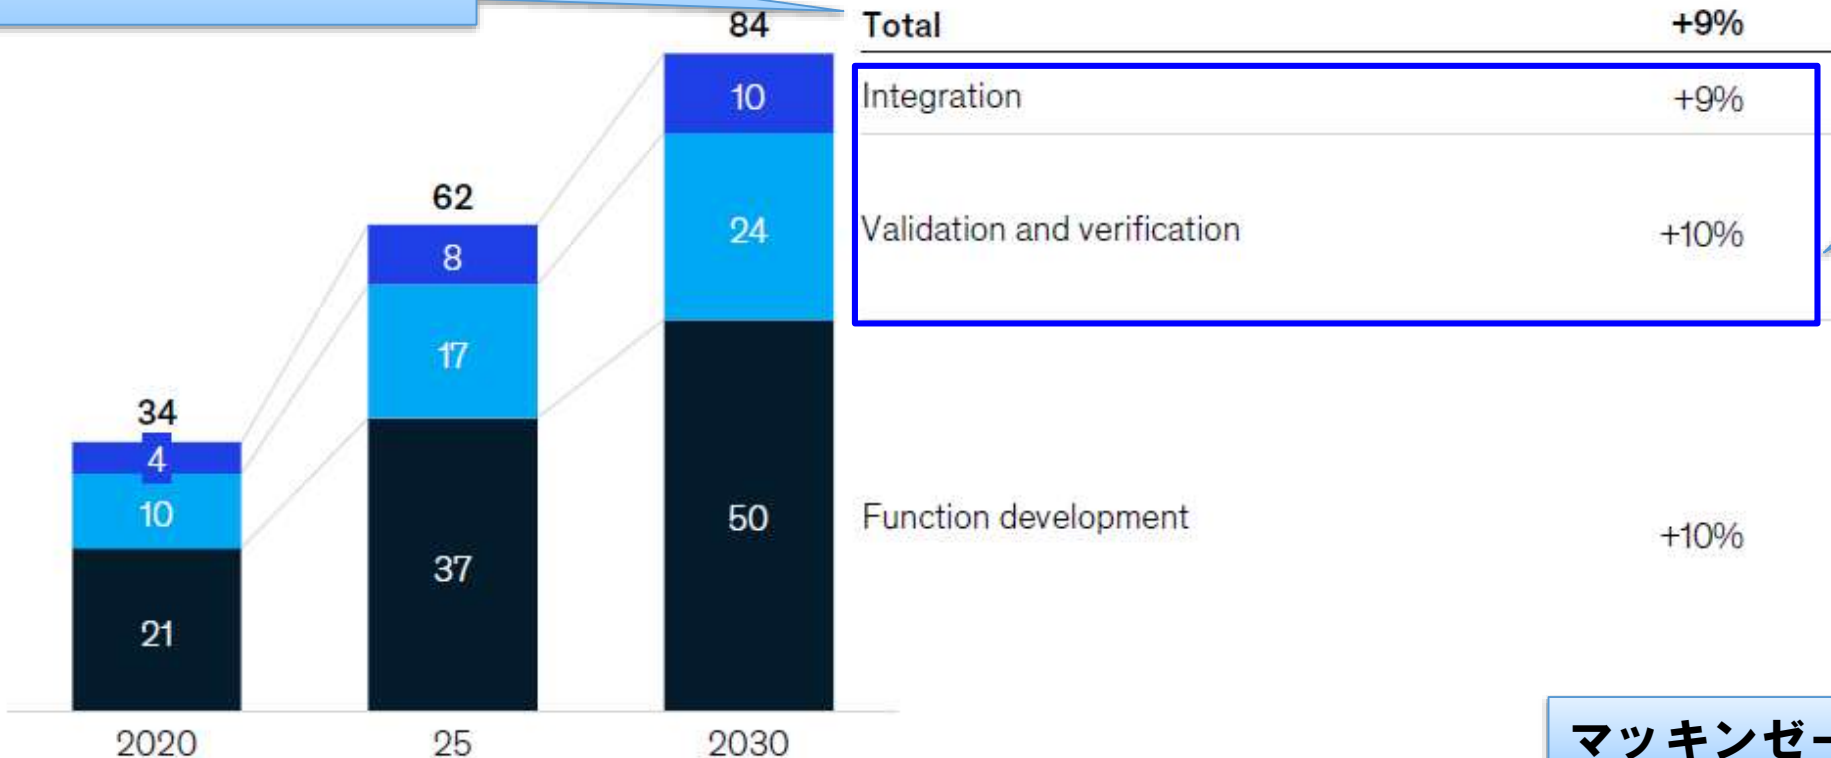 84 Total +9%
10 Integration +9%
62
24 Validation and verification +10%
8
17
34
4
10
50 Function development +10%
37
21
2020 25 2030
マッキンゼー